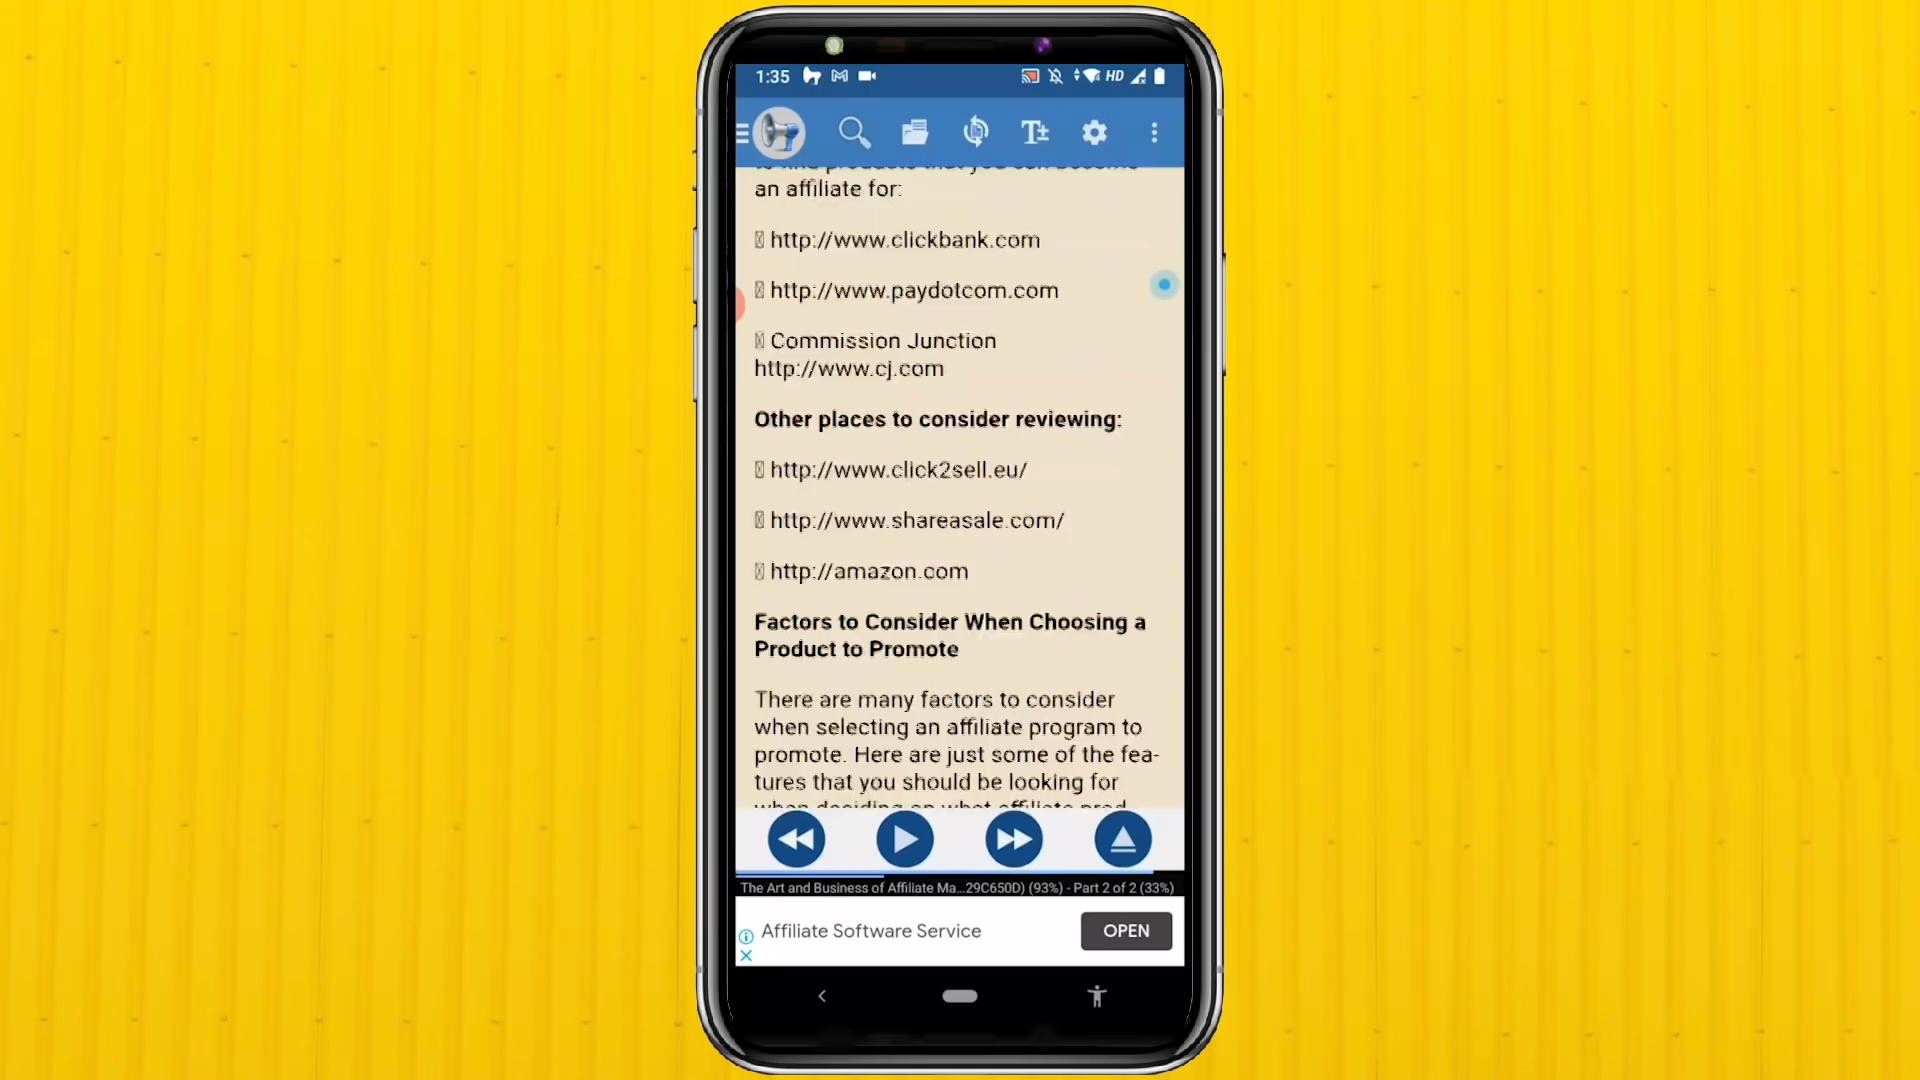 1:35
HD
T±
an affiliate for:
http://www.clickbank.com
http://www.paydotcom.com
Commission Junction
http://www.cj.com
Other places to consider reviewing:
http://www.click2sell.eu/
http://www.shareasale.com/
http://amazon.com
Factors to Consider When Choosing a
Product to Promote
There are many factors to consider
when selecting an affiliate program to
promote. Here are just some of the fea-
tures that you should be looking for
The Art and Business of Affiliate Ma...29C650D) (93%) - Part 2 of 2 (33%)
Affiliate Software Service
OPEN